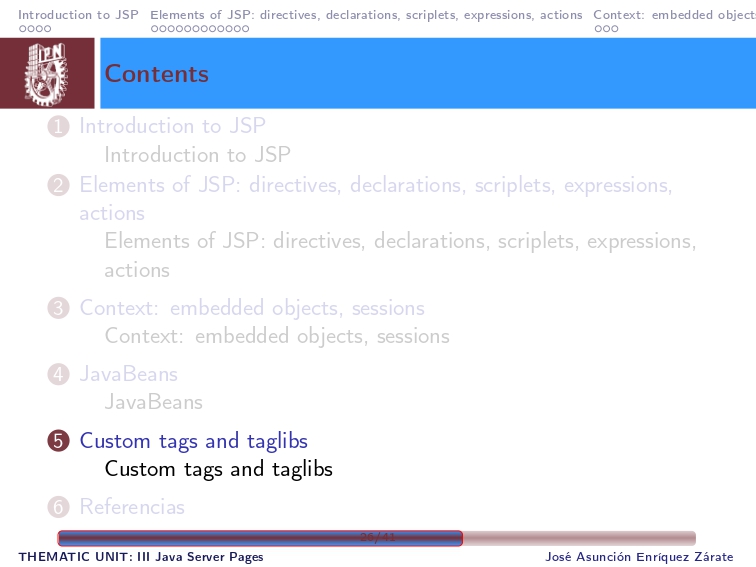 Introduction to JSP Elements of JSP: directives, declarations, scriplets, expressions, actions Context: embedded object
IPN
Contents
1 Introduction to JSP
Introduction to JSP
2 Elements of JSP: directives, declarations, scriplets, expressions,
actions
Elements of JSP: directives, declarations, scriplets, expressions,
actions
3 Context: embedded objects, sessions
Context: embedded objects, sessions
4 JavaBeans
JavaBeans
5 Custom tags and taglibs
Custom tags and taglibs
6 Referencias
26/41
THEMATIC UNIT: III Java Server Pages José Asunción Enríquez Zárate